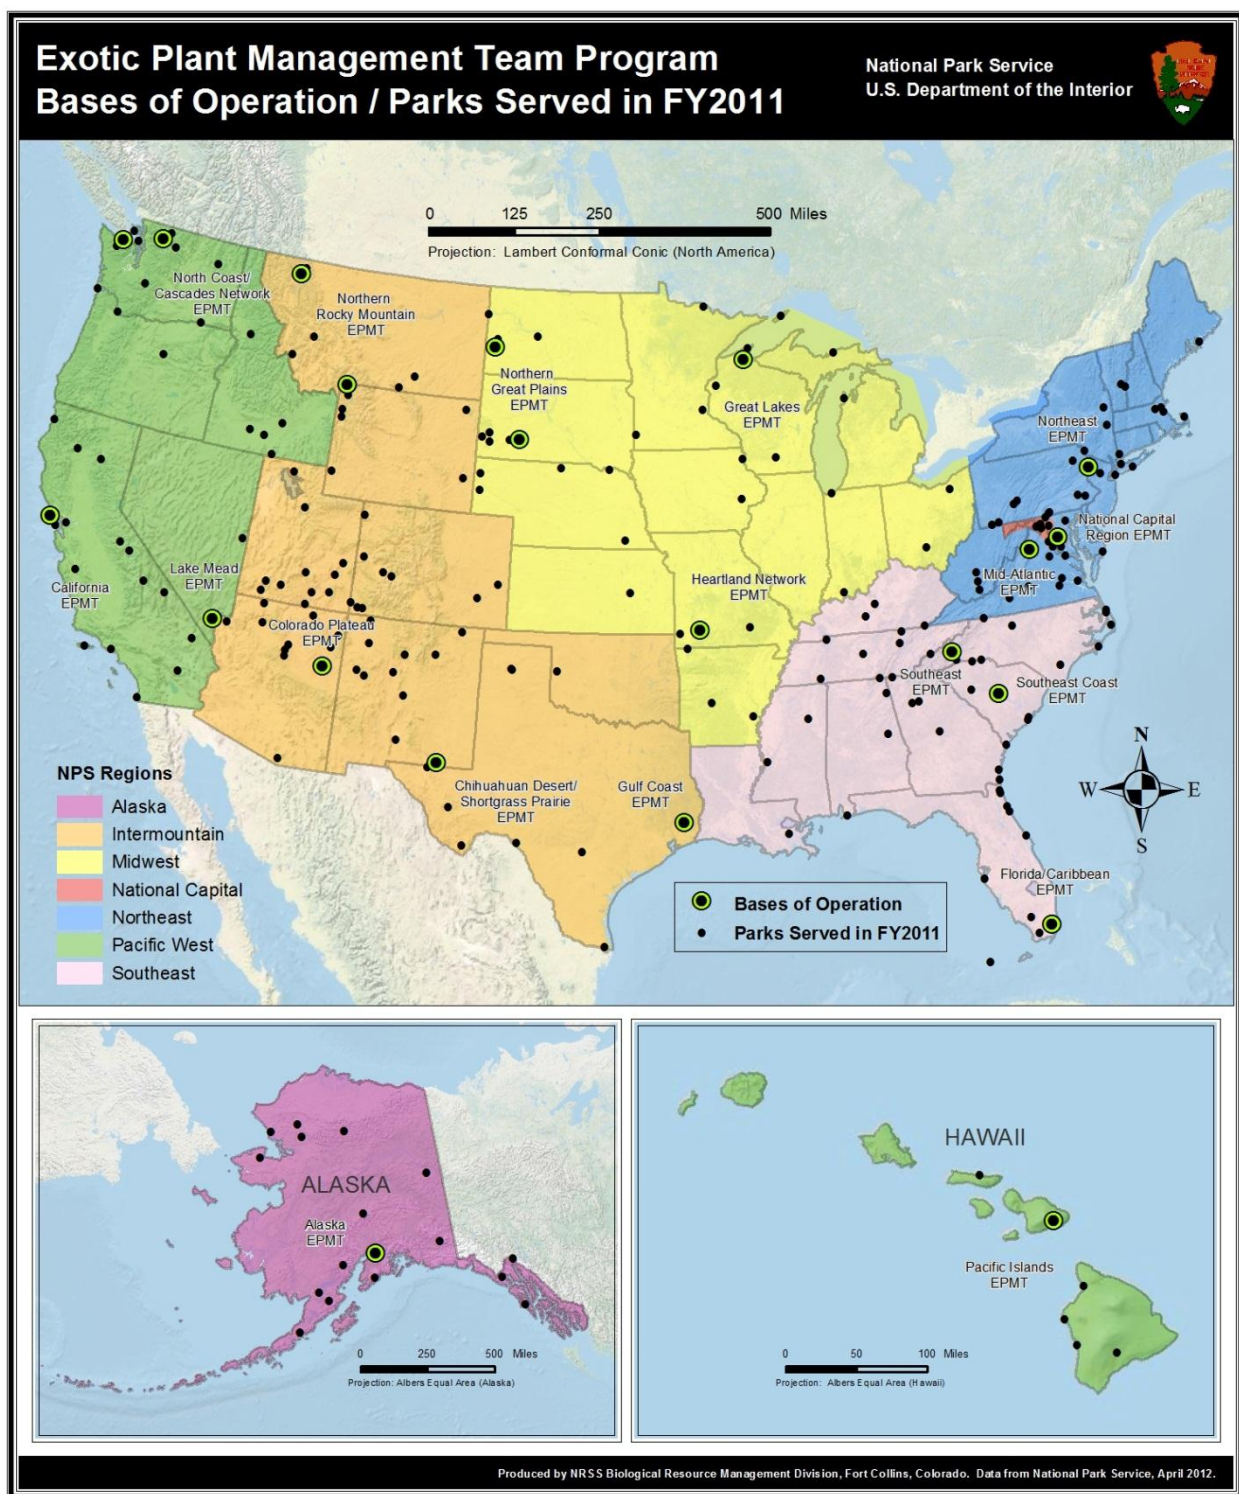 Exotic Plant Management Team Program
Bases of Operation / Parks Served in FY2011
National Park Service
U.S. Department of the Interior
0 125 250 500 Miles
Projection: Lambert Conformal Conic (North America)
North Coast/
Cascades Network
EPMT
Northern
Rocky Mountain
EPMT
Northern
Great Plains
EPMT
Great Lakes
EPMT
Northeast
EPMT
National Capital
Region EPMT
Mid-Atlantic
EPMT
Lake Mead
EPMT
California
EPMT
Heartland Network
EPMT
Colorado Plateau
EPMT
Southeast
EPMT
Southeast Coast
EPMT
Chihuahuan Desert/
Shortgrass Prairie
EPMT
Gulf Coast
EPMT
Florida/Caribbean
EPMT
N
W E
S
NPS Regions
Alaska
Intermountain
Midwest
National Capital
Northeast
Pacific West
Southeast
Bases of Operation
Parks Served in FY2011
ALASKA
Alaska
EPMT
0 250 500 Miles
Projection: Albers Equal Area (Alaska)
HAWAII
Pacific Islands
EPMT
0 50 100 Miles
Projection: Albers Equal Area (Hawaii)
Produced by NRSS Biological Resource Management Division, Fort Collins, Colorado. Data from National Park Service, April 2012.